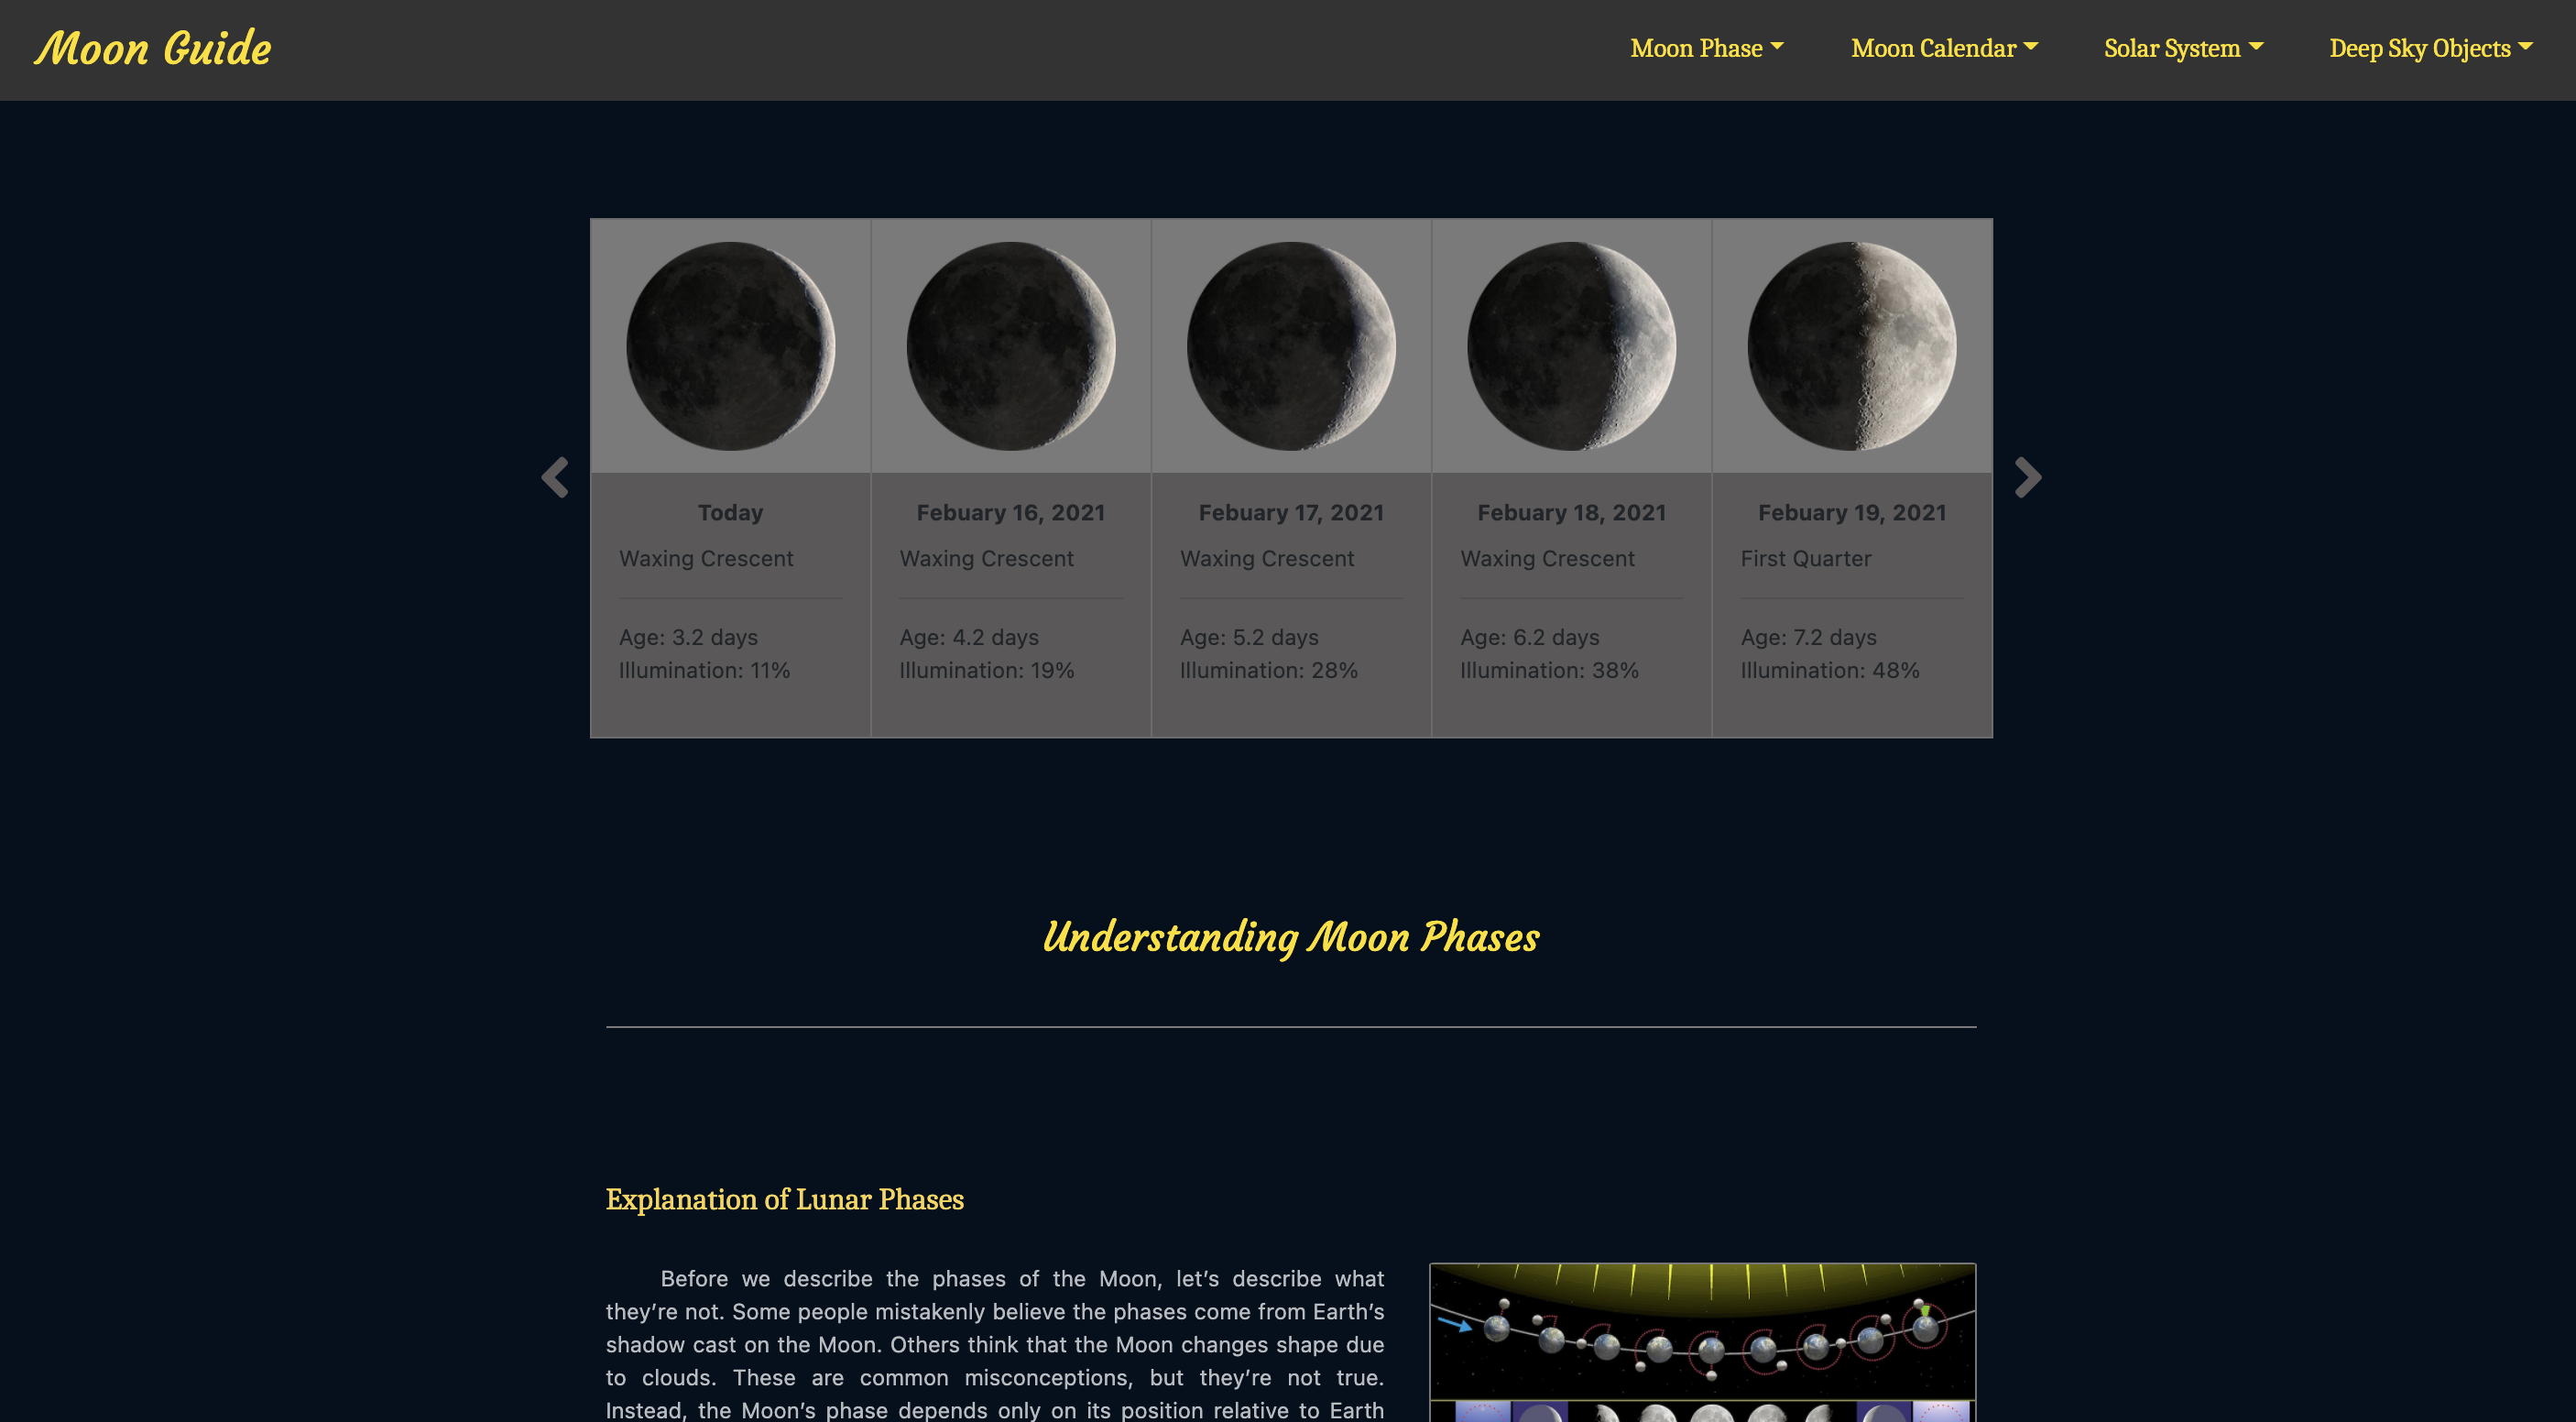 Moon Guide
Moon Phase
Moon Calendar
Solar System
Deep Sky Objects
Today
Waxing Crescent
Age: 3.2 days
Illumination: 11%
Febuary 16, 2021
Waxing Crescent
Age: 4.2 days
Illumination: 19%
Febuary 17, 2021
Waxing Crescent
Age: 5.2 days
Illumination: 28%
Febuary 18, 2021
Waxing Crescent
Age: 6.2 days
Illumination: 38%
Febuary 19, 2021
First Quarter
Age: 7.2 days
Illumination: 48%
Understanding Moon Phases
Explanation of Lunar Phases
Before we describe the phases of the Moon, let’s describe what
they’re not. Some people mistakenly believe the phases come from Earth’s
shadow cast on the Moon. Others think that the Moon changes shape due
to clouds. These are common misconceptions, but they’re not true.
Instead, the Moon’s phase depends only on its position relative to Earth